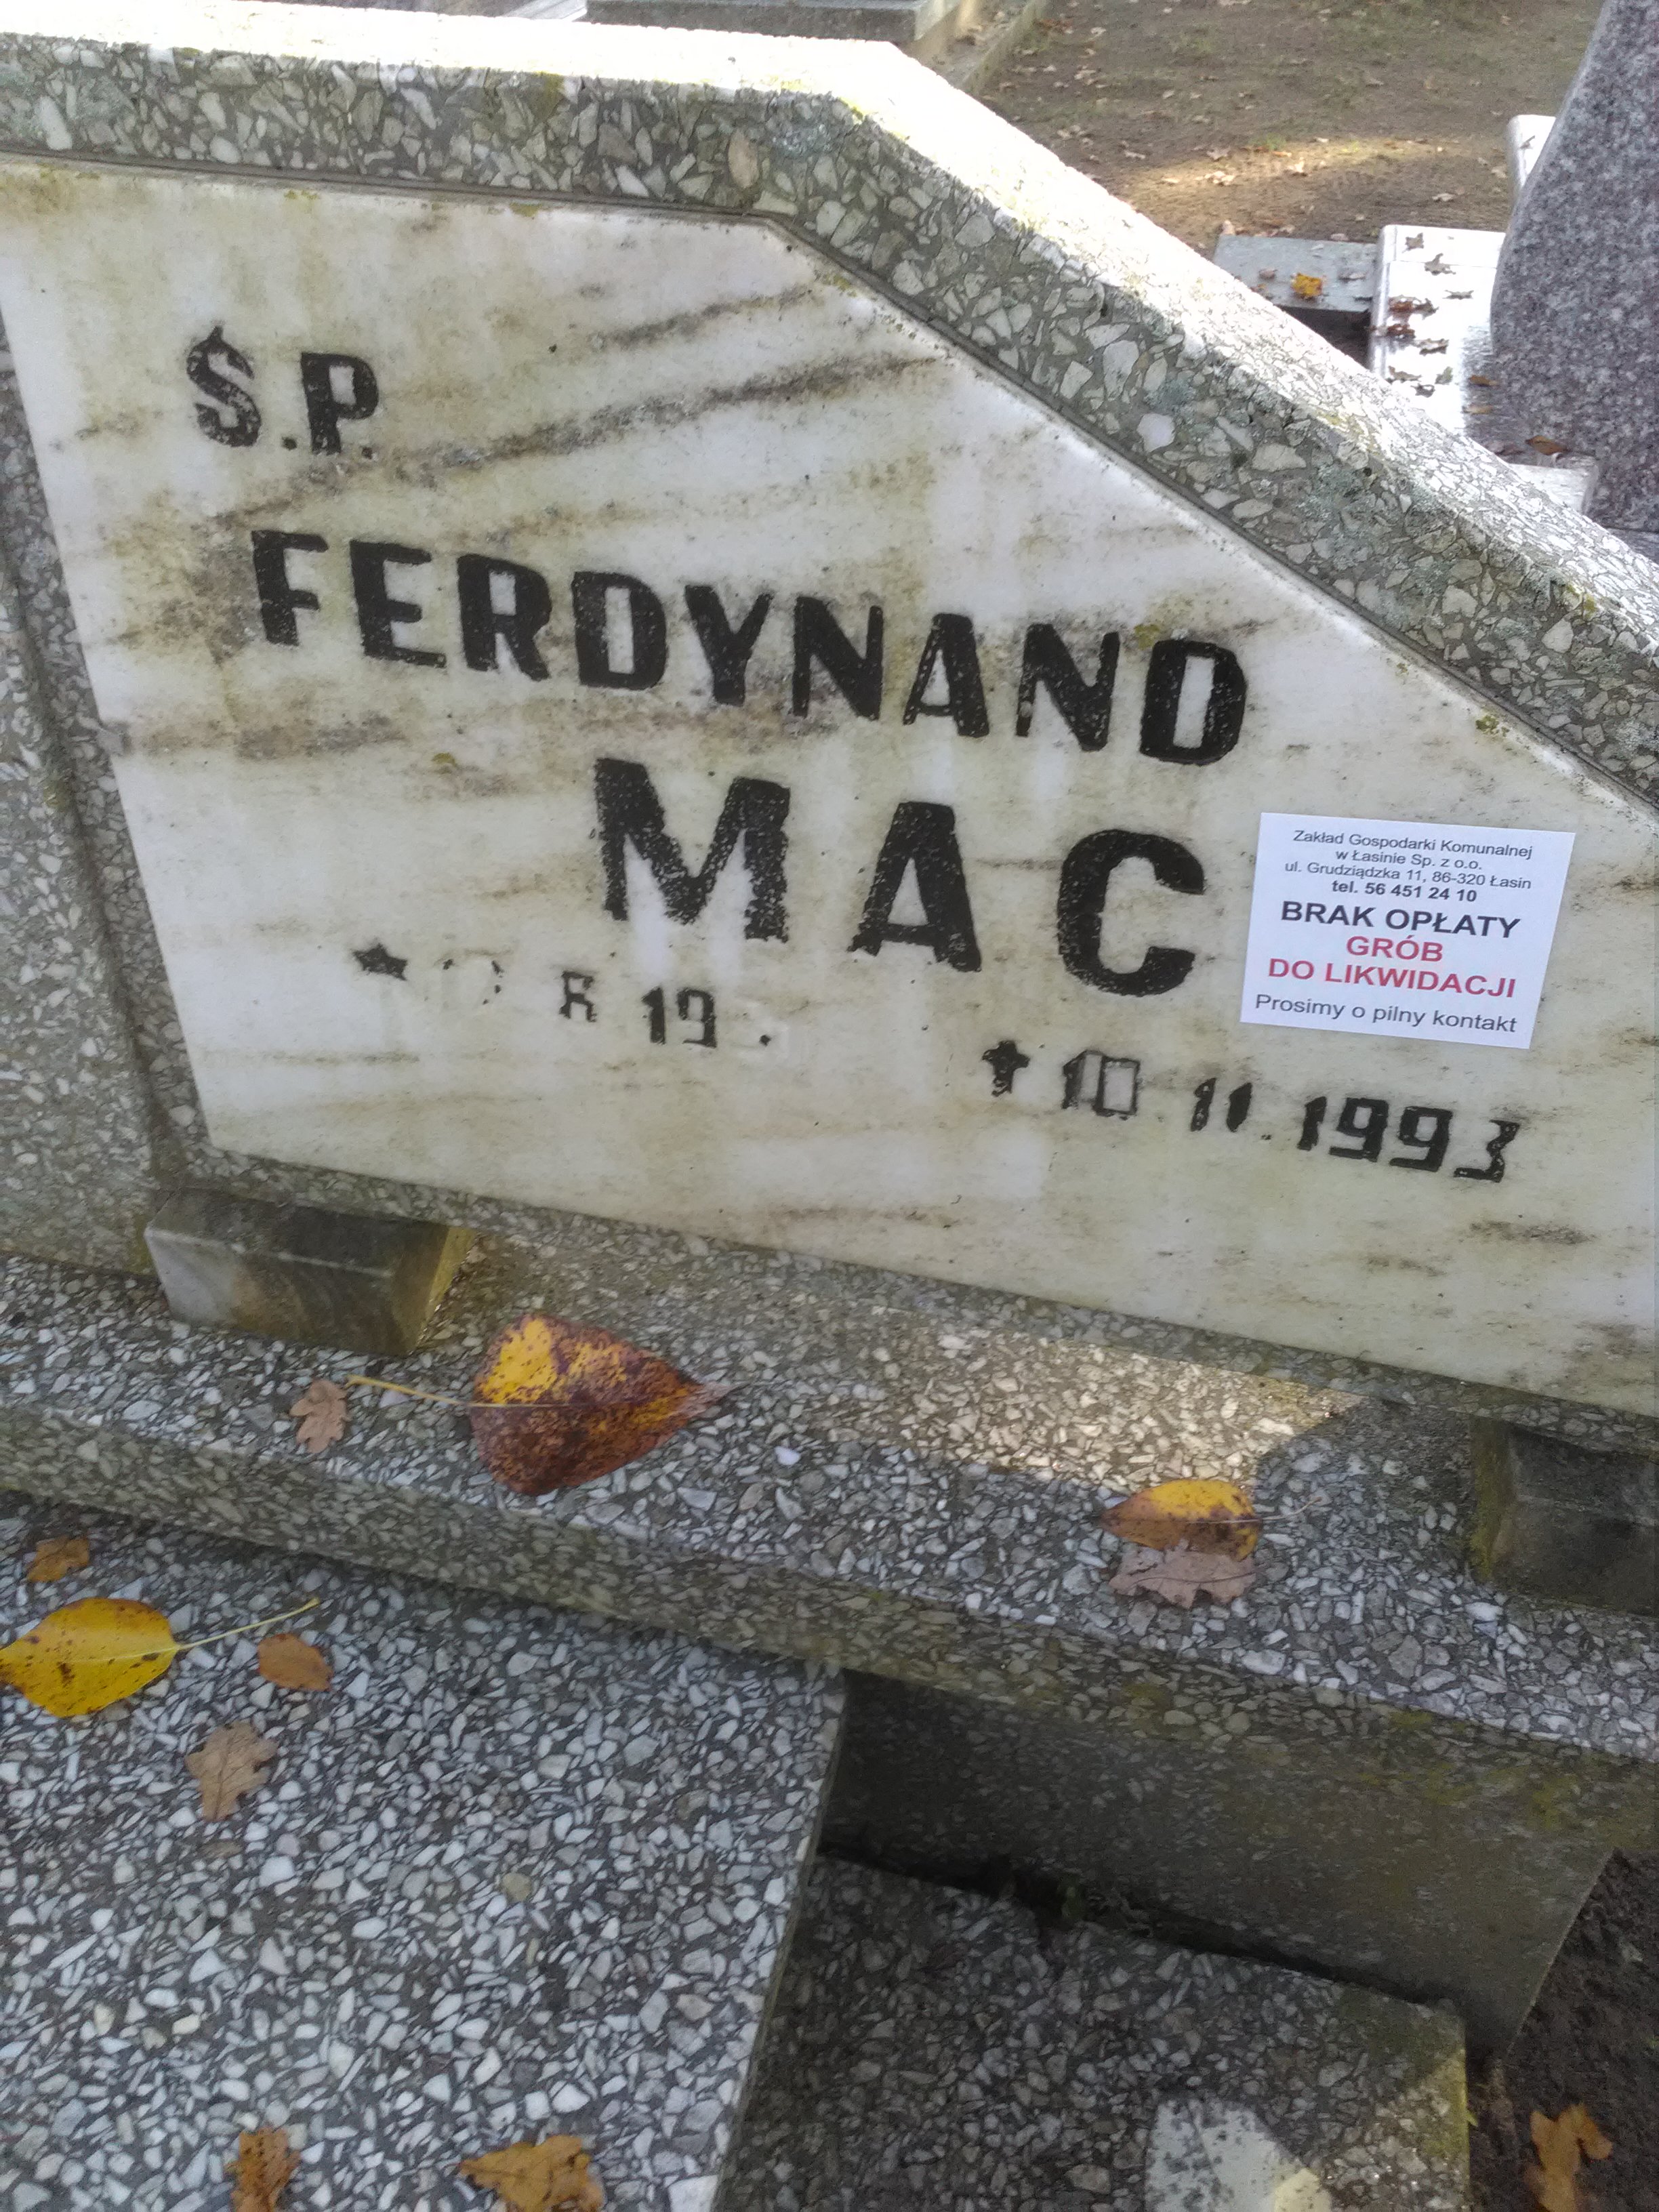 Ś.P.
FERDYNAND
MAC
† 10.11.1993
Zakład Gospodarki Komunalnej
w Łasinie Sp. z o.o.
ul. Grudziądzka 11, 86-320 Łasin
tel. 56 451 24 10
BRAK OPŁATY
GRÓB
DO LIKWIDACJI
Prosimy o pilny kontakt